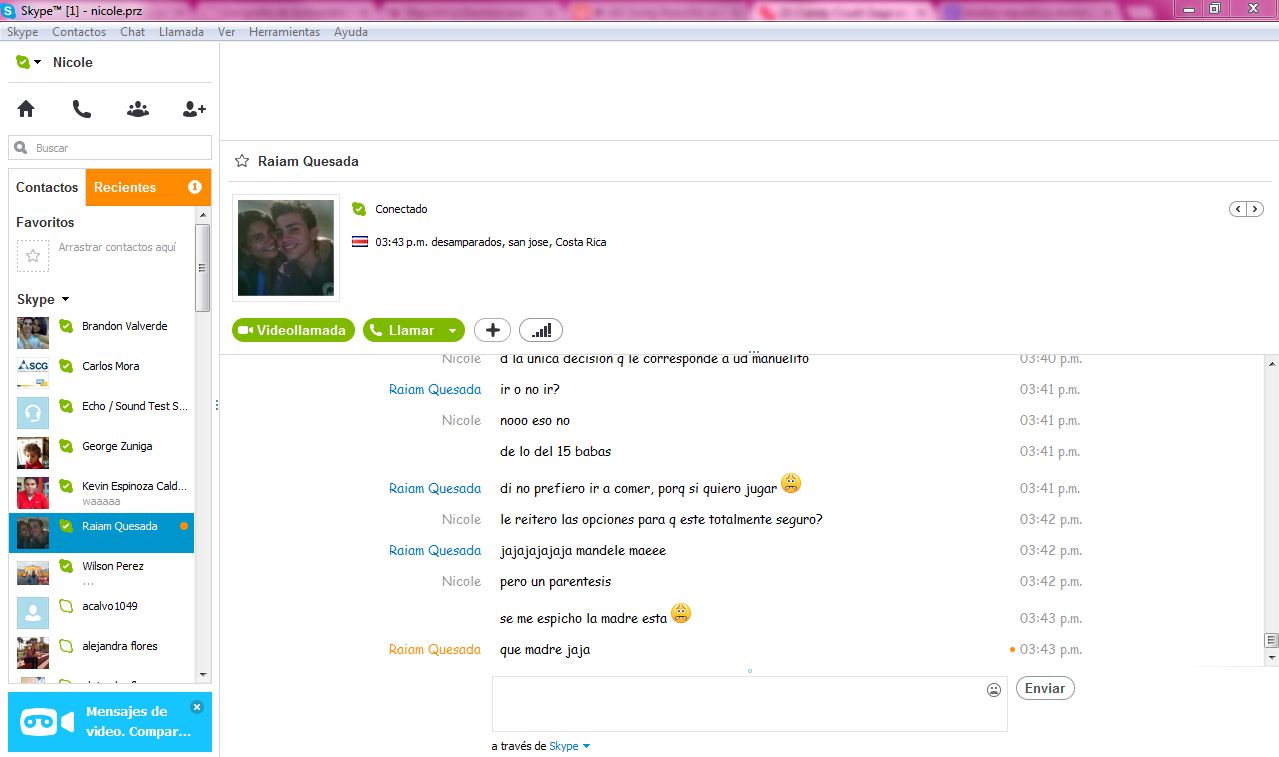 Skype™ [1] - nicole.prz
Skype Contactos Chat Llamada Ver Herramientas Ayuda
Nicole
Buscar
Contactos Recientes 1
Favoritos
Arrastrar contactos aquí
Skype
Brandon Valverde
SCG
Carlos Mora
Echo / Sound Test S...
George Zuniga
Kevin Espinoza Cald...
waaaaa
Raiam Quesada
Wilson Perez
...
acalvo1049
alejandra flores
Mensajes de
video. Compar...
Raiam Quesada
Conectado
03:43 p.m. desamparados, san jose, Costa Rica
Videollamada Llamar
Nicole d la unica decision q le corresponde a ud manuelito 03:40 p.m.
Raiam Quesada ir o no ir? 03:41 p.m.
Nicole nooo eso no 03:41 p.m.
de lo del 15 babas 03:41 p.m.
Raiam Quesada di no prefiero ir a comer, porq si quiero jugar 03:41 p.m.
Nicole le reitero las opciones para q este totalmente seguro? 03:42 p.m.
Raiam Quesada jajajajajaja mandele maeee 03:42 p.m.
Nicole pero un parentesis 03:42 p.m.
se me espicho la madre esta 03:43 p.m.
Raiam Quesada que madre jaja 03:43 p.m.
Enviar
a través de Skype